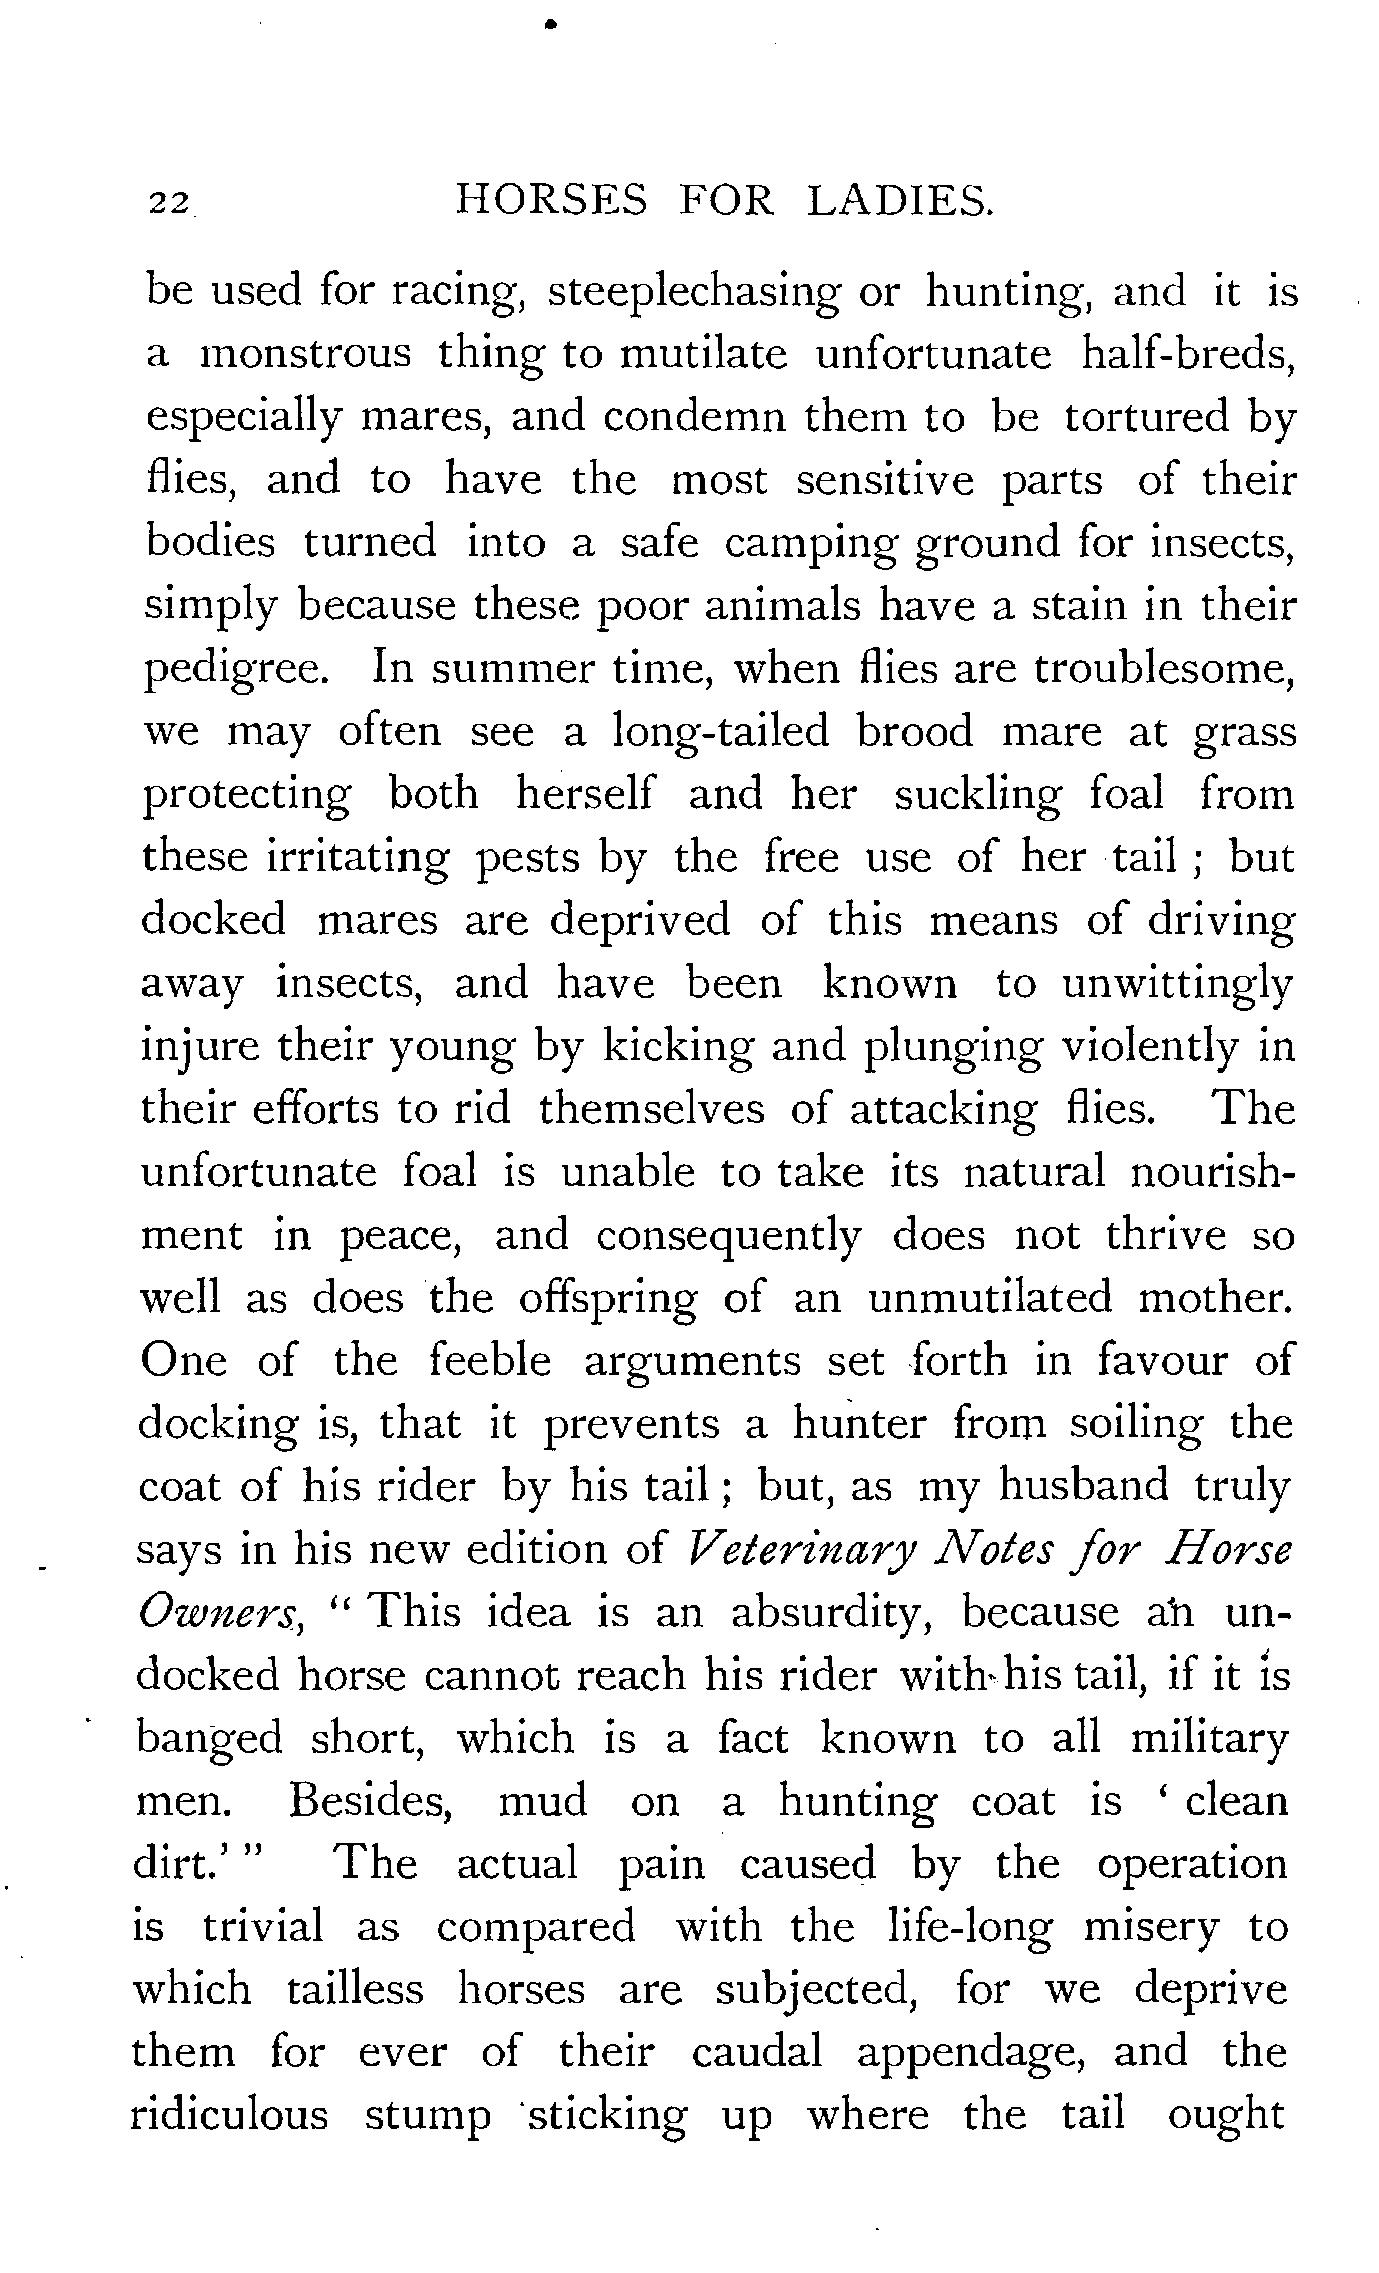 22 HORSES FOR LADIES.
be used for racing, steeplechasing or hunting, and it is
a monstrous thing to mutilate unfortunate half-breds,
especially mares, and condemn them to be tortured by
flies, and to have the most sensitive parts of their
bodies turned into a safe camping ground for insects,
simply because these poor animals have a stain in their
pedigree. In summer time, when flies are troublesome,
we may often see a long-tailed brood mare at grass
protecting both herself and her suckling foal from
these irritating pests by the free use of her tail ; but
docked mares are deprived of this means of driving
away insects, and have been known to unwittingly
injure their young by kicking and plunging violently in
their efforts to rid themselves of attacking flies. The
unfortunate foal is unable to take its natural nourish-
ment in peace, and consequently does not thrive so
well as does the offspring of an unmutilated mother.
One of the feeble arguments set forth in favour of
docking is, that it prevents a hunter from soiling the
coat of his rider by his tail ; but, as my husband truly
says in his new edition of Veterinary Notes for Horse
Owners, " This idea is an absurdity, because an un-
docked horse cannot reach his rider with his tail, if it is
banged short, which is a fact known to all military
men. Besides, mud on a hunting coat is ' clean
dirt.' " The actual pain caused by the operation
is trivial as compared with the life-long misery to
which tailless horses are subjected, for we deprive
them for ever of their caudal appendage, and the
ridiculous stump sticking up where the tail ought